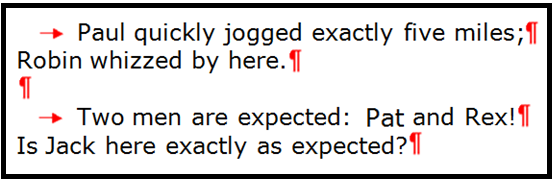 → Paul quickly jogged exactly five miles;¶
Robin whizzed by here.¶
¶
→ Two men are expected:  Pat and Rex!¶
Is Jack here exactly as expected?¶